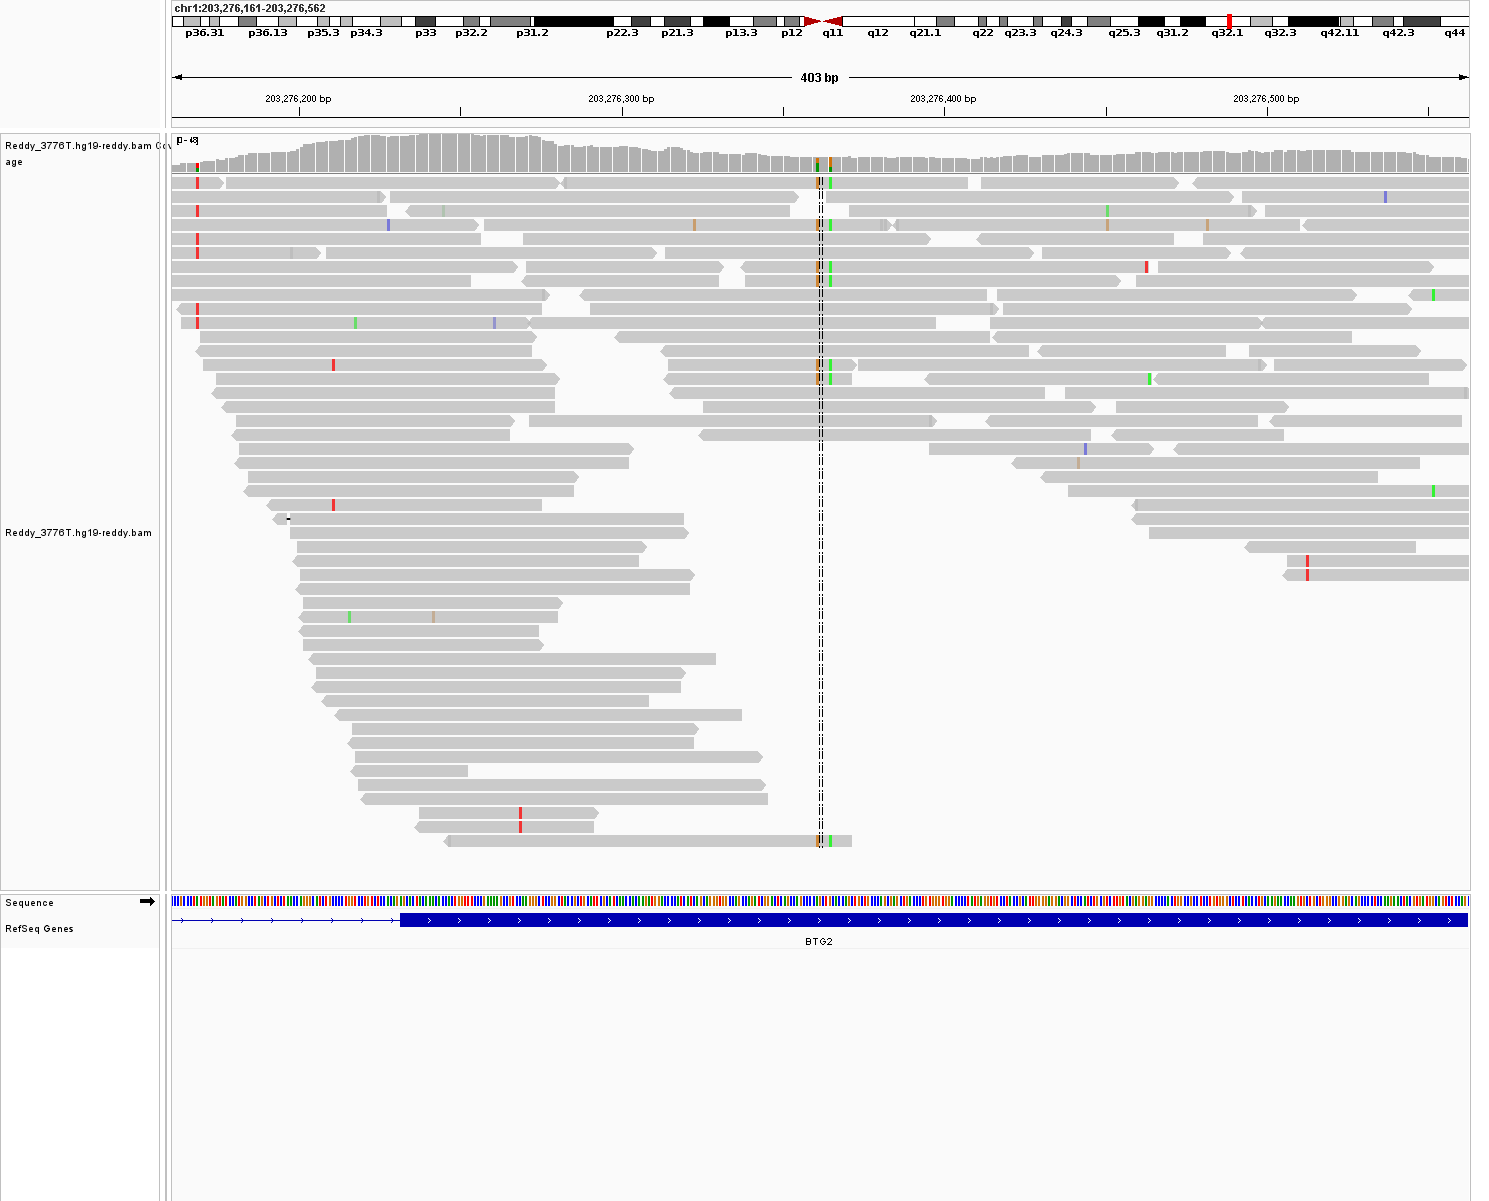 chr1:203,276,161-203,276,562
p36.31 p36.13 p35.3 p34.3 p33 p32.2 p31.2 p22.3 p21.3 p13.3 p12 q11 q12 q21.1 q22 q23.3 q24.3 q25.3 q31.2 q32.1 q32.3 q42.11 q42.3 q44
403 bp
203,276,200 bp 203,276,300 bp 203,276,400 bp 203,276,500 bp
Reddy_3776T.hg19-reddy.bam Cov
age
Reddy_3776T.hg19-reddy.bam
Sequence
RefSeq Genes
BTG2